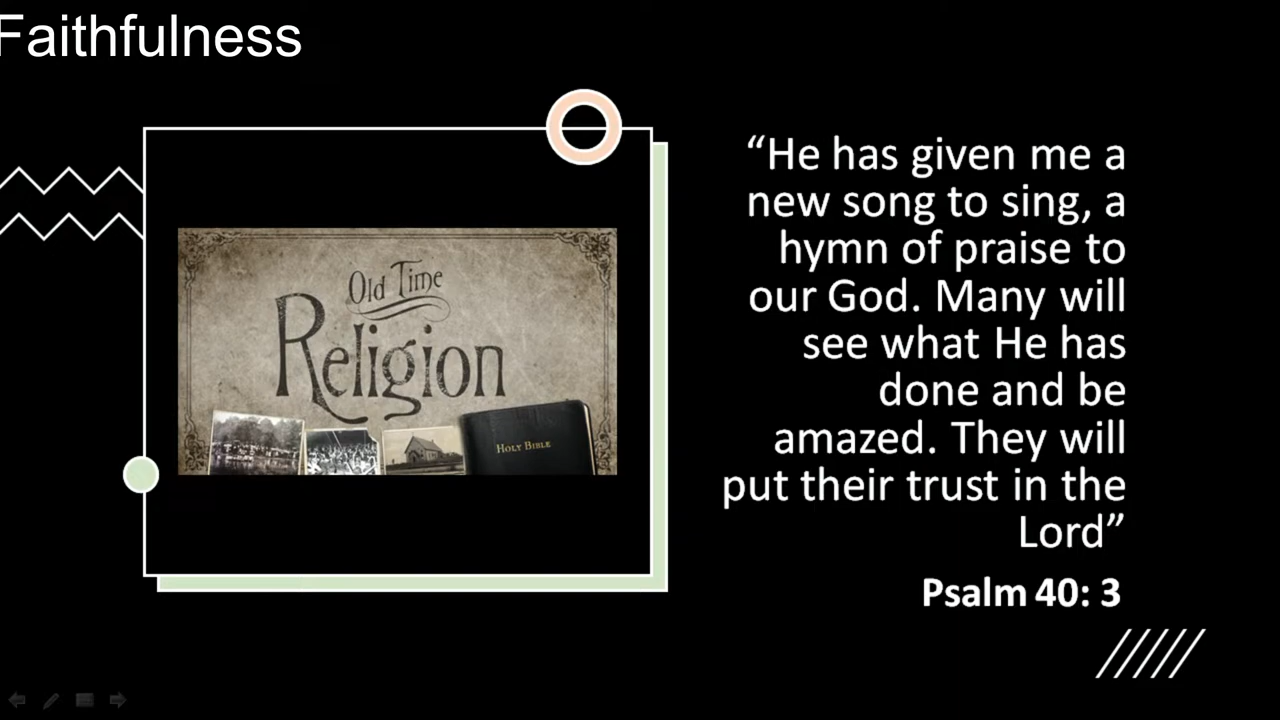 Faithfulness
Old Time
Religion
HOLY BIBLE
“He has given me a
new song to sing, a
hymn of praise to
our God. Many will
see what He has
done and be
amazed. They will
put their trust in the
Lord”
Psalm 40: 3